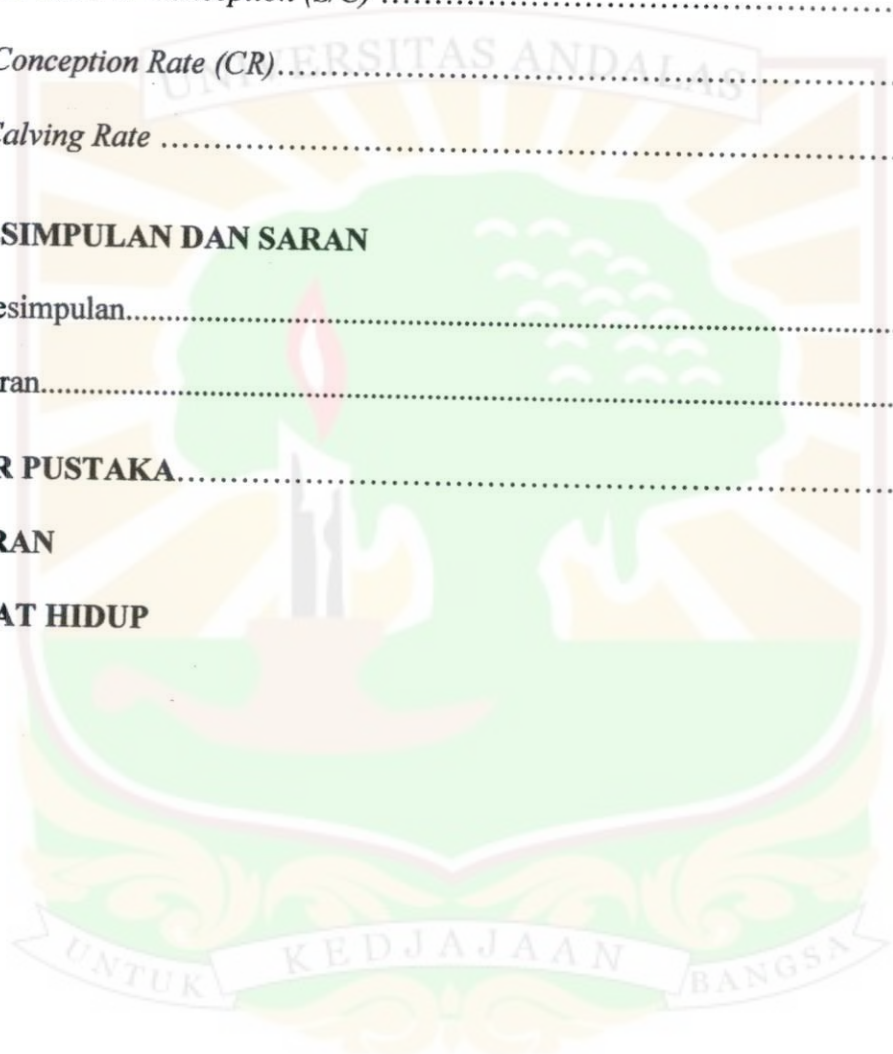 Conception (S/C) ........................................
Conception Rate (CR)........................................
Calving Rate ........................................
SIMPULAN DAN SARAN
esimpulan........................................
ran........................................
R PUSTAKA........................................
RAN
AT HIDUP
UNIVERSITAS ANDALAS
UNTUK KEDJAJAAN BANGSA